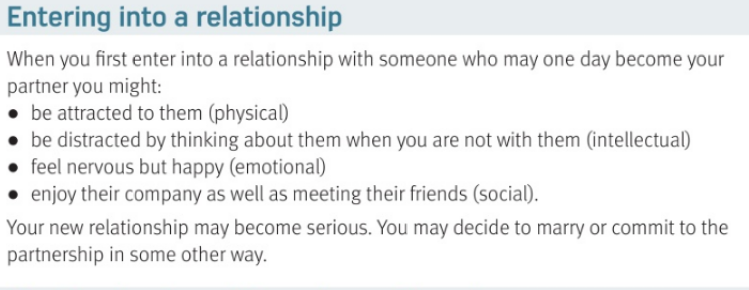 Entering into a relationship
When you first enter into a relationship with someone who may one day become your
partner you might:
● be attracted to them (physical)
● be distracted by thinking about them when you are not with them (intellectual)
● feel nervous but happy (emotional)
● enjoy their company as well as meeting their friends (social).
Your new relationship may become serious. You may decide to marry or commit to the
partnership in some other way.